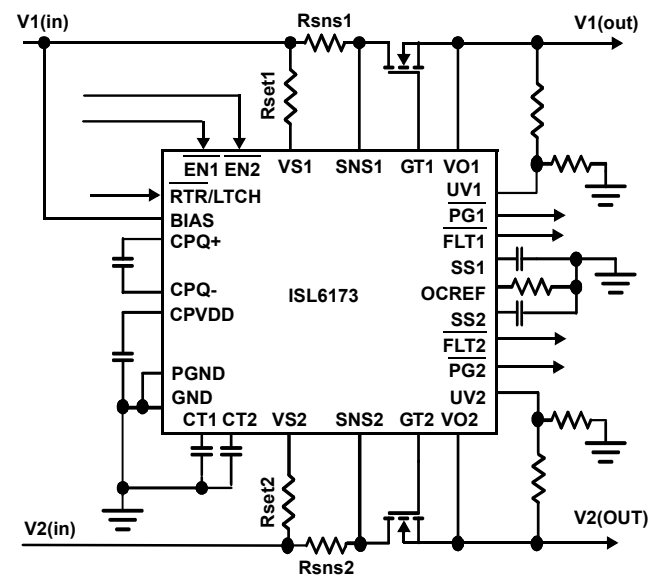 V1(in)
Rsns1
V1(out)
Rset1
EN1 EN2 VS1 SNS1 GT1 VO1
RTR/LTCH
UV1
BIAS
PG1
CPQ+
FLT1
SS1
CPQ-
ISL6173
OCREF
CPVDD
SS2
FLT2
PGND
PG2
GND
UV2
CT1 CT2 VS2 SNS2 GT2 VO2
Rset2
V2(in)
V2(OUT)
Rsns2